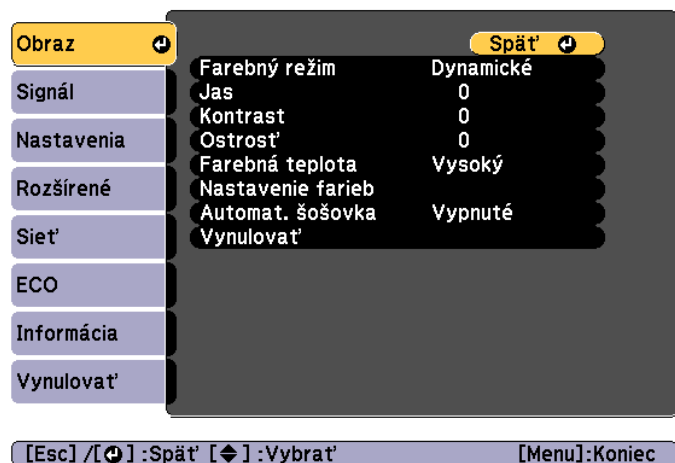 Obraz
Signál
Nastavenia
Rozšírené
Sieť
ECO
Informácia
Vynulovať
Späť
Farebný režim Dynamické
Jas 0
Kontrast 0
Ostrosť 0
Farebná teplota Vysoký
Nastavenie farieb
Automat. šošovka Vypnuté
Vynulovať
[Esc] /[ ] :Späť [ ] :Vybrať [Menu]:Koniec